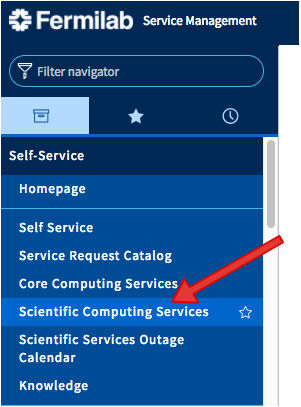 Fermilab Service Management
Filter navigator
Self-Service
Homepage
Self Service
Service Request Catalog
Core Computing Services
Scientific Computing Services
Scientific Services Outage
Calendar
Knowledge